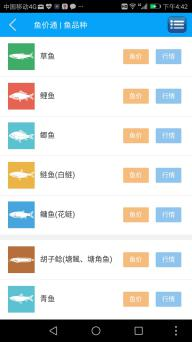 中国移动4G 下午4:42
鱼价通 | 鱼品种
草鱼 鱼价 行情
鲤鱼 鱼价 行情
鲫鱼 鱼价 行情
鲢鱼(白鲢) 鱼价 行情
鳙鱼(花鲢) 鱼价 行情
胡子鲶(塘虱、塘角鱼) 鱼价 行情
青鱼 鱼价 行情